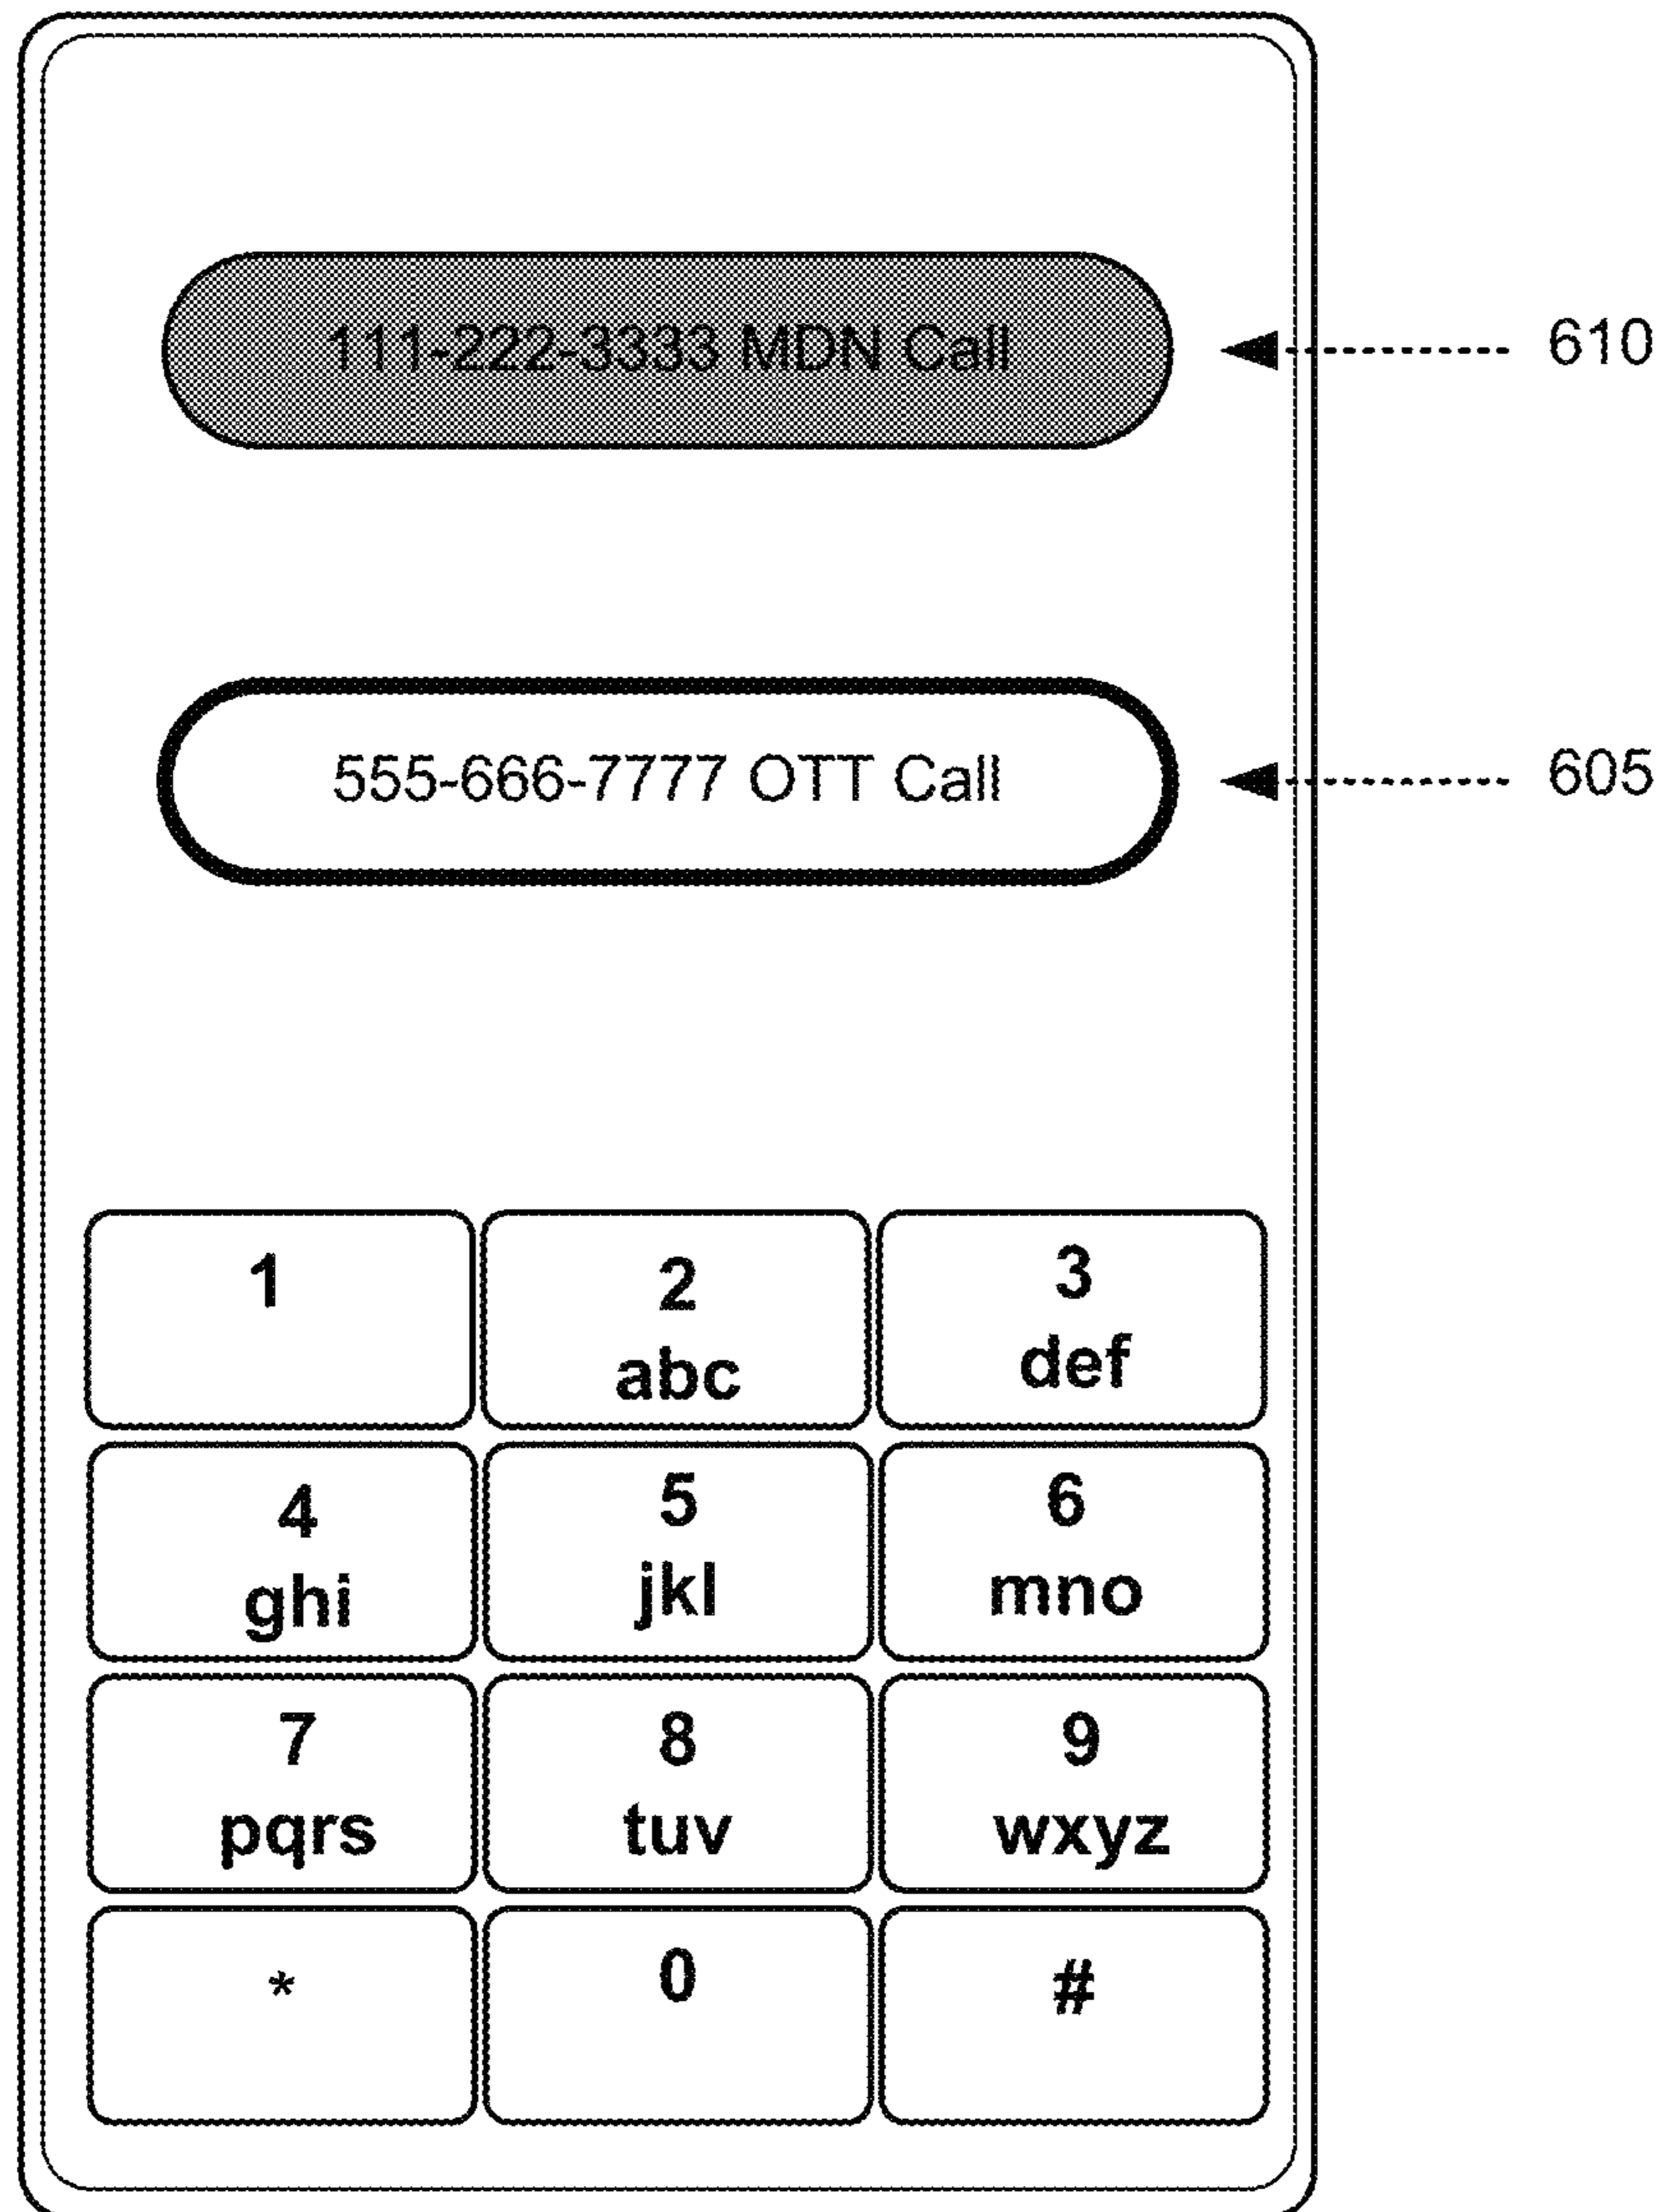 111-222-3333 MDN Call
610
555-666-7777 OTT Call
605
1
2
3
abc
def
4
5
6
ghi
jkl
mno
7
8
9
pqrs
tuv
wxyz
*
0
#